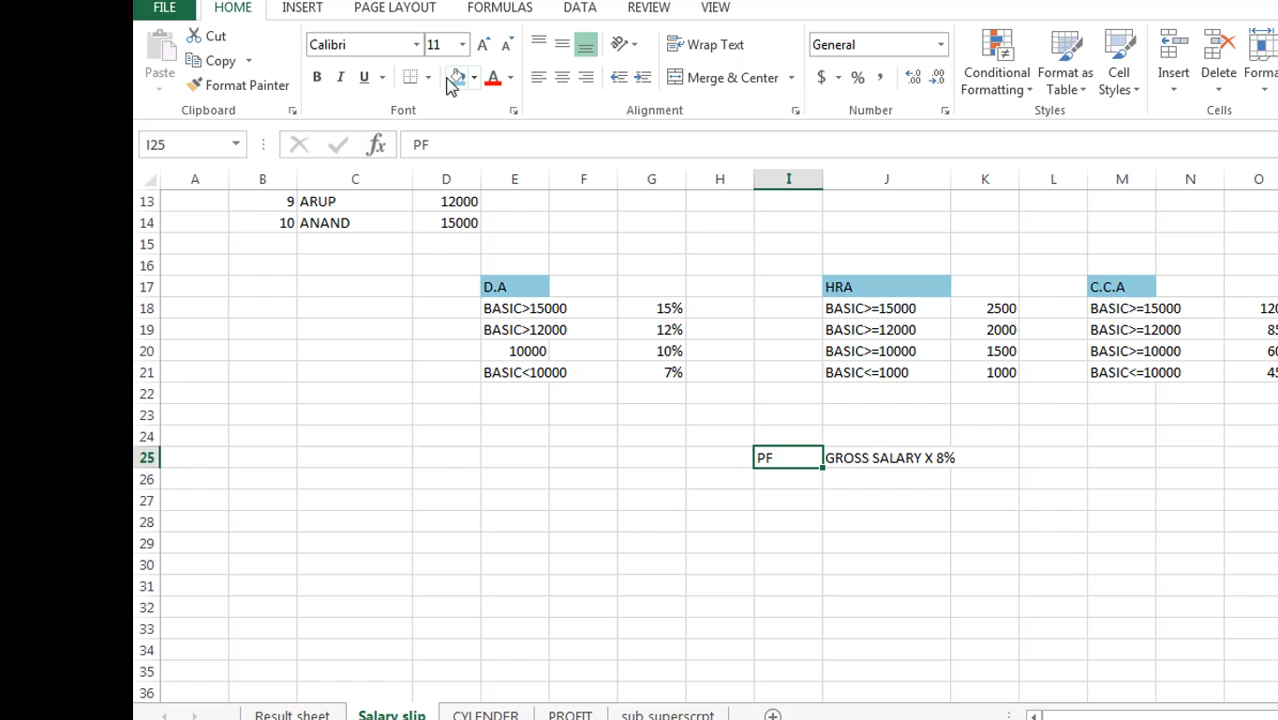 FILE HOME INSERT PAGE LAYOUT FORMULAS DATA REVIEW VIEW
Cut
Copy
Format Painter
Paste
Clipboard
Calibri 11
B I U A
Font
Wrap Text
Merge & Center
Alignment
General
$ % ,
Number
Conditional Formatting
Format as Table
Cell Styles
Styles
Insert Delete Forma
Cells
I25 fx PF
A B C D E F G H I J K L M N O
13 9 ARUP 12000
14 10 ANAND 15000
15
16
17 D.A HRA C.C.A
18 BASIC>15000 15% BASIC>=15000 2500 BASIC>=15000 120
19 BASIC>12000 12% BASIC>=12000 2000 BASIC>=12000 85
20 10000 10% BASIC>=10000 1500 BASIC>=10000 60
21 BASIC<10000 7% BASIC<=1000 1000 BASIC<=10000 45
22
23
24
25 PF GROSS SALARY X 8%
26
27
28
29
30
31
32
33
34
35
36
Result sheet Salary slip CYLENDER PROFIT sub superscrpt